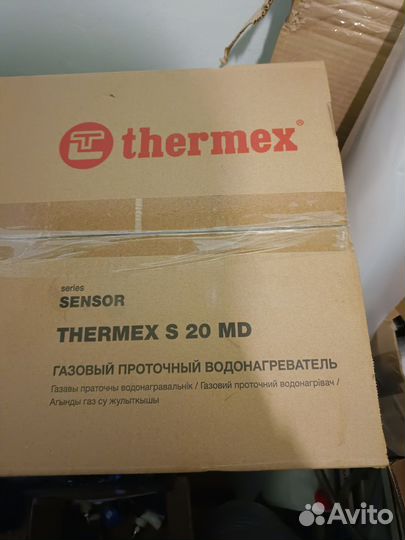 thermex®
series
SENSOR
THERMEX S 20 MD
ГАЗОВЫЙ ПРОТОЧНЫЙ ВОДОНАГРЕВАТЕЛЬ
Газавы праточны водонагравальнік / Газовий проточний водонагрівач /
Ағынды газ су жулыткышы
Avito